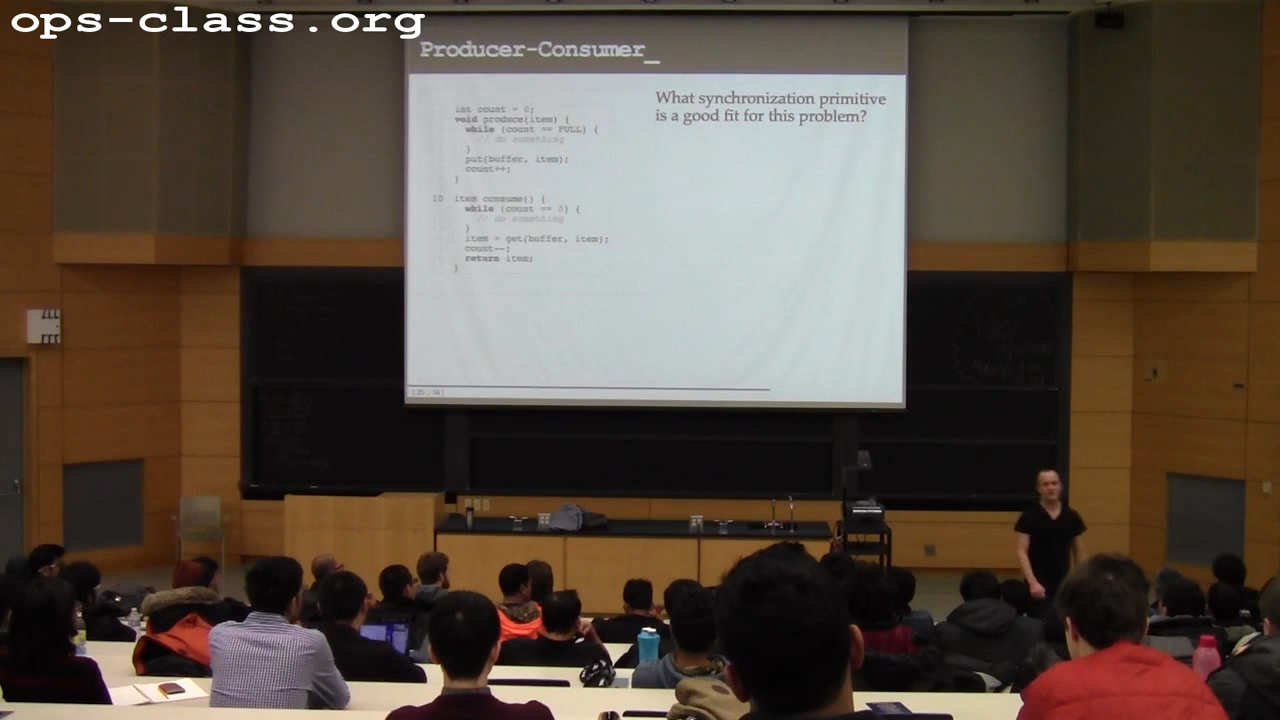 ops-class.org
Producer-Consumer_
What synchronization primitive
is a good fit for this problem?
int count = 0;
void produce(item) {
while (count == FULL) {
// do something
}
put(buffer, item);
count++;
}
10 item consume() {
while (count == 0) {
// do something
}
item = get(buffer, item);
count--;
return item;
}